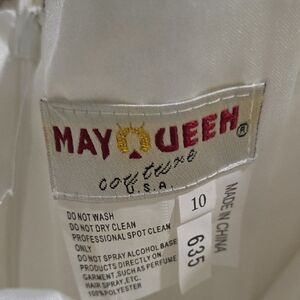 MAY QUEEN®
couture
U.S.A.
DO NOT WASH
DO NOT DRY CLEAN
PROFESSIONAL SPOT CLEAN
ONLY
DO NOT SPRAY ALCOHOL BASE
PRODUCTS DIRECTLY ON
GARMENT, SUCH AS PERFUME
HAIR SPRAY, ETC.
100% POLYESTER
10
635
MADE IN CHINA